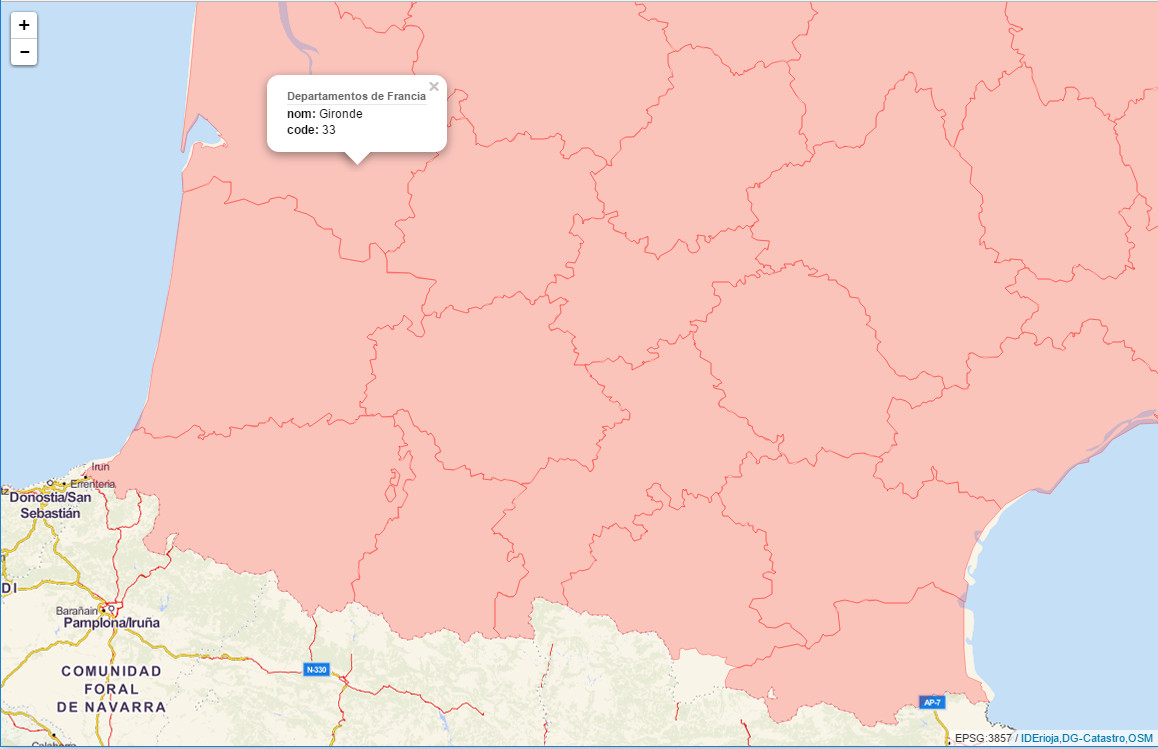 +
−
Departamentos de Francia ×
nom: Gironde
code: 33
Irun
Errenteria
Donostia/San
Sebastián
DI
Barañain
Pamplona/Iruña
COMUNIDAD
FORAL
DE NAVARRA
N-330
AP-7
EPSG:3857 / IDErioja,DG-Catastro,OSM